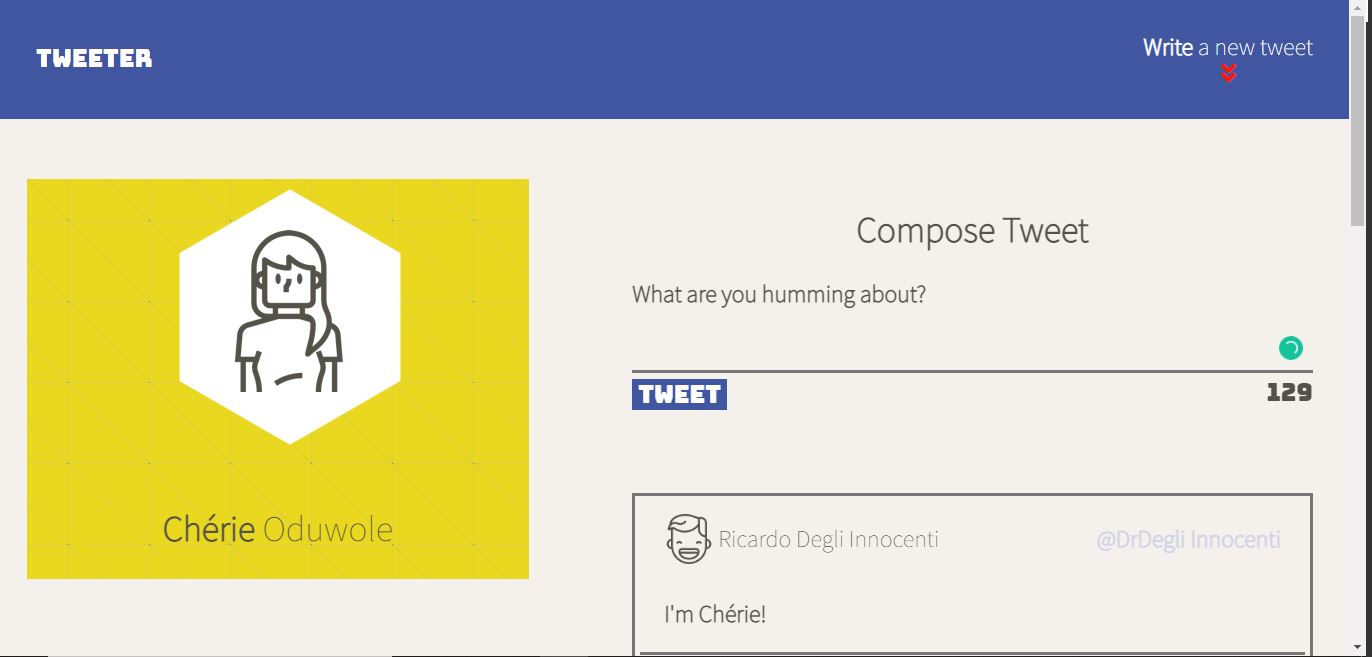 TWEETER
Write a new tweet
Chérie Oduwole
Compose Tweet
What are you humming about?
TWEET
129
Ricardo Degli Innocenti
@DrDegli Innocenti
I'm Chérie!